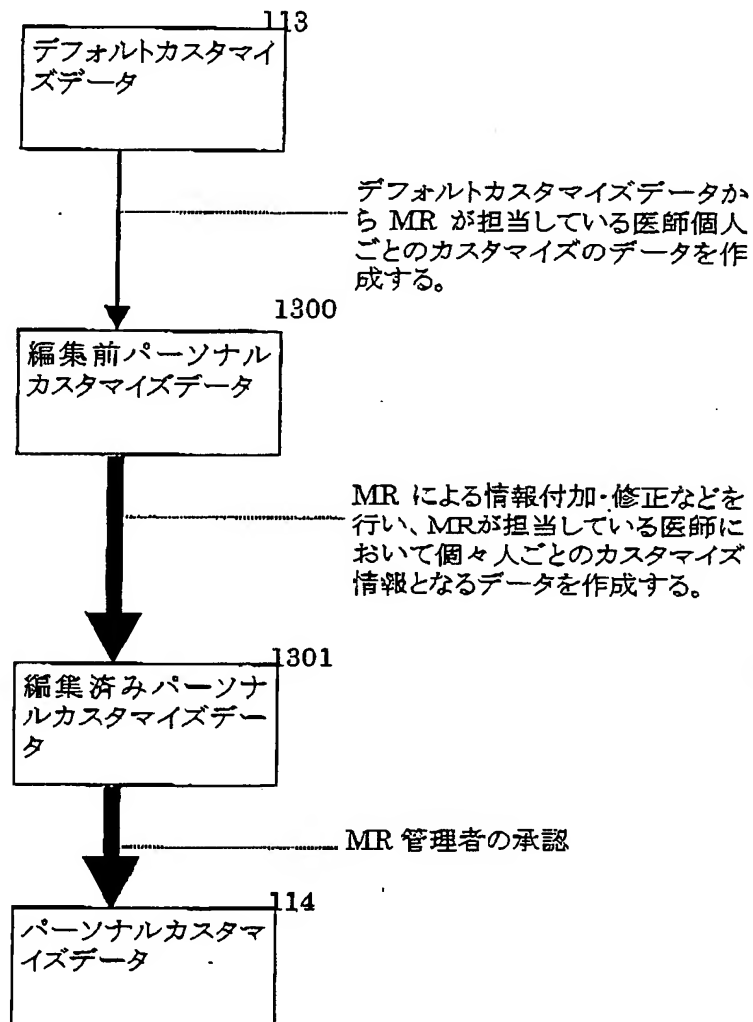 113
デフォルトカスタマイ
ズデータ
デフォルトカスタマイズデータか
ら MR が担当している医師個人
ごとのカスタマイズのデータを作
成する。
1300
編集前パーソナル
カスタマイズデータ
MR による情報付加・修正などを
行い、MRが担当している医師に
おいて個々人ごとのカスタマイズ
情報となるデータを作成する。
1301
編集済みパーソナ
ルカスタマイズデー
タ
MR 管理者の承認
114
パーソナルカスタマ
イズデータ